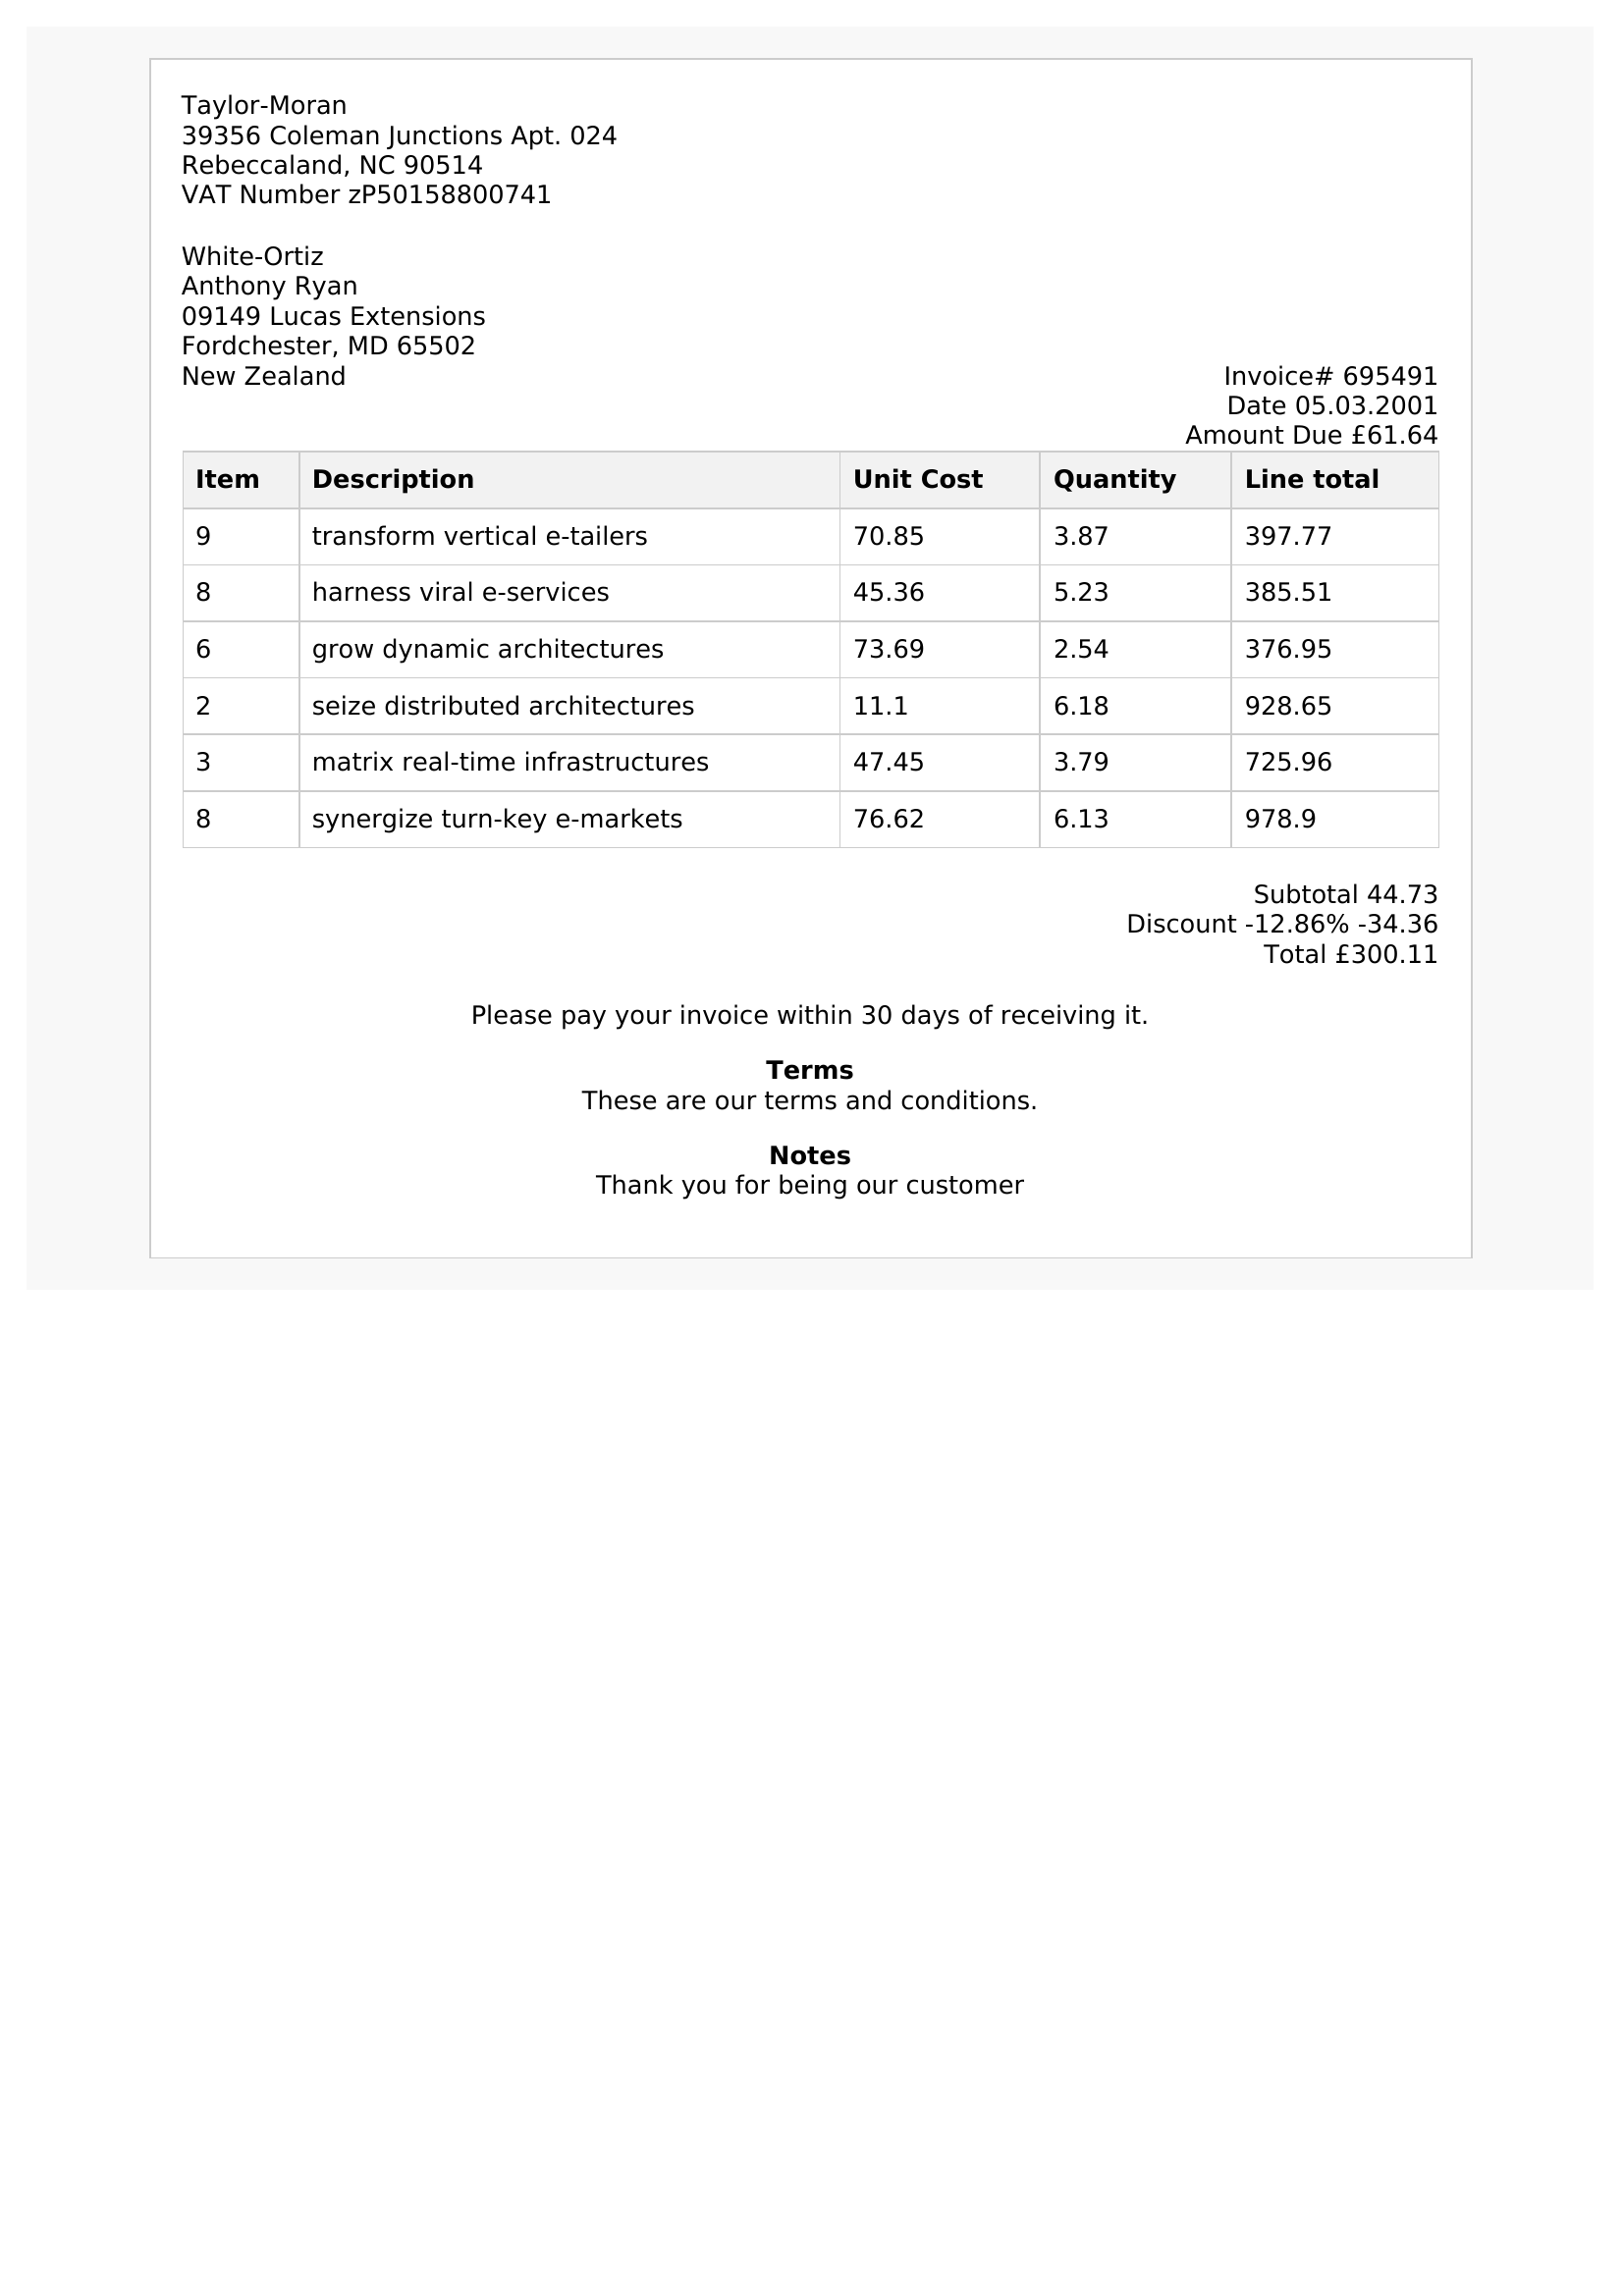 Taylor-Moran
39356 Coleman Junctions Apt. 024
Rebeccaland, NC 90514
VAT Number zP50158800741
White-Ortiz
Anthony Ryan
09149 Lucas Extensions
Fordchester, MD 65502
New Zealand
Invoice# 695491
Date 05.03.2001
Amount Due £61.64
Item Description Unit Cost Quantity Line total
9 transform vertical e-tailers 70.85 3.87 397.77
8 harness viral e-services 45.36 5.23 385.51
6 grow dynamic architectures 73.69 2.54 376.95
2 seize distributed architectures 11.1 6.18 928.65
3 matrix real-time infrastructures 47.45 3.79 725.96
8 synergize turn-key e-markets 76.62 6.13 978.9
Subtotal 44.73
Discount -12.86% -34.36
Total £300.11
Please pay your invoice within 30 days of receiving it.
Terms
These are our terms and conditions.
Notes
Thank you for being our customer